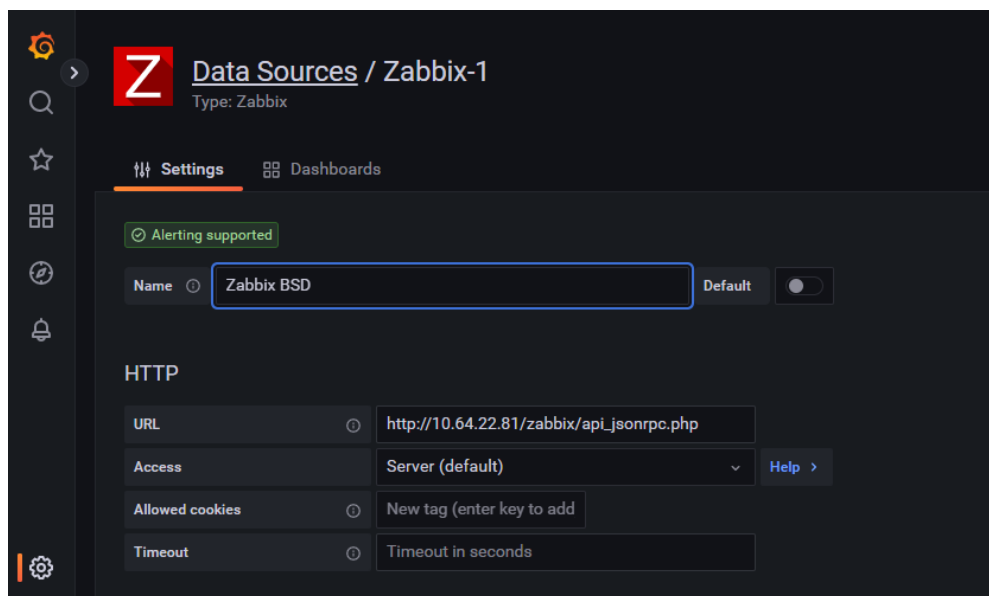 Z
Data Sources / Zabbix-1
Type: Zabbix
Settings Dashboards
Alerting supported
Name Zabbix BSD Default
HTTP
URL http://10.64.22.81/zabbix/api_jsonrpc.php
Access Server (default) Help >
Allowed cookies New tag (enter key to add
Timeout Timeout in seconds